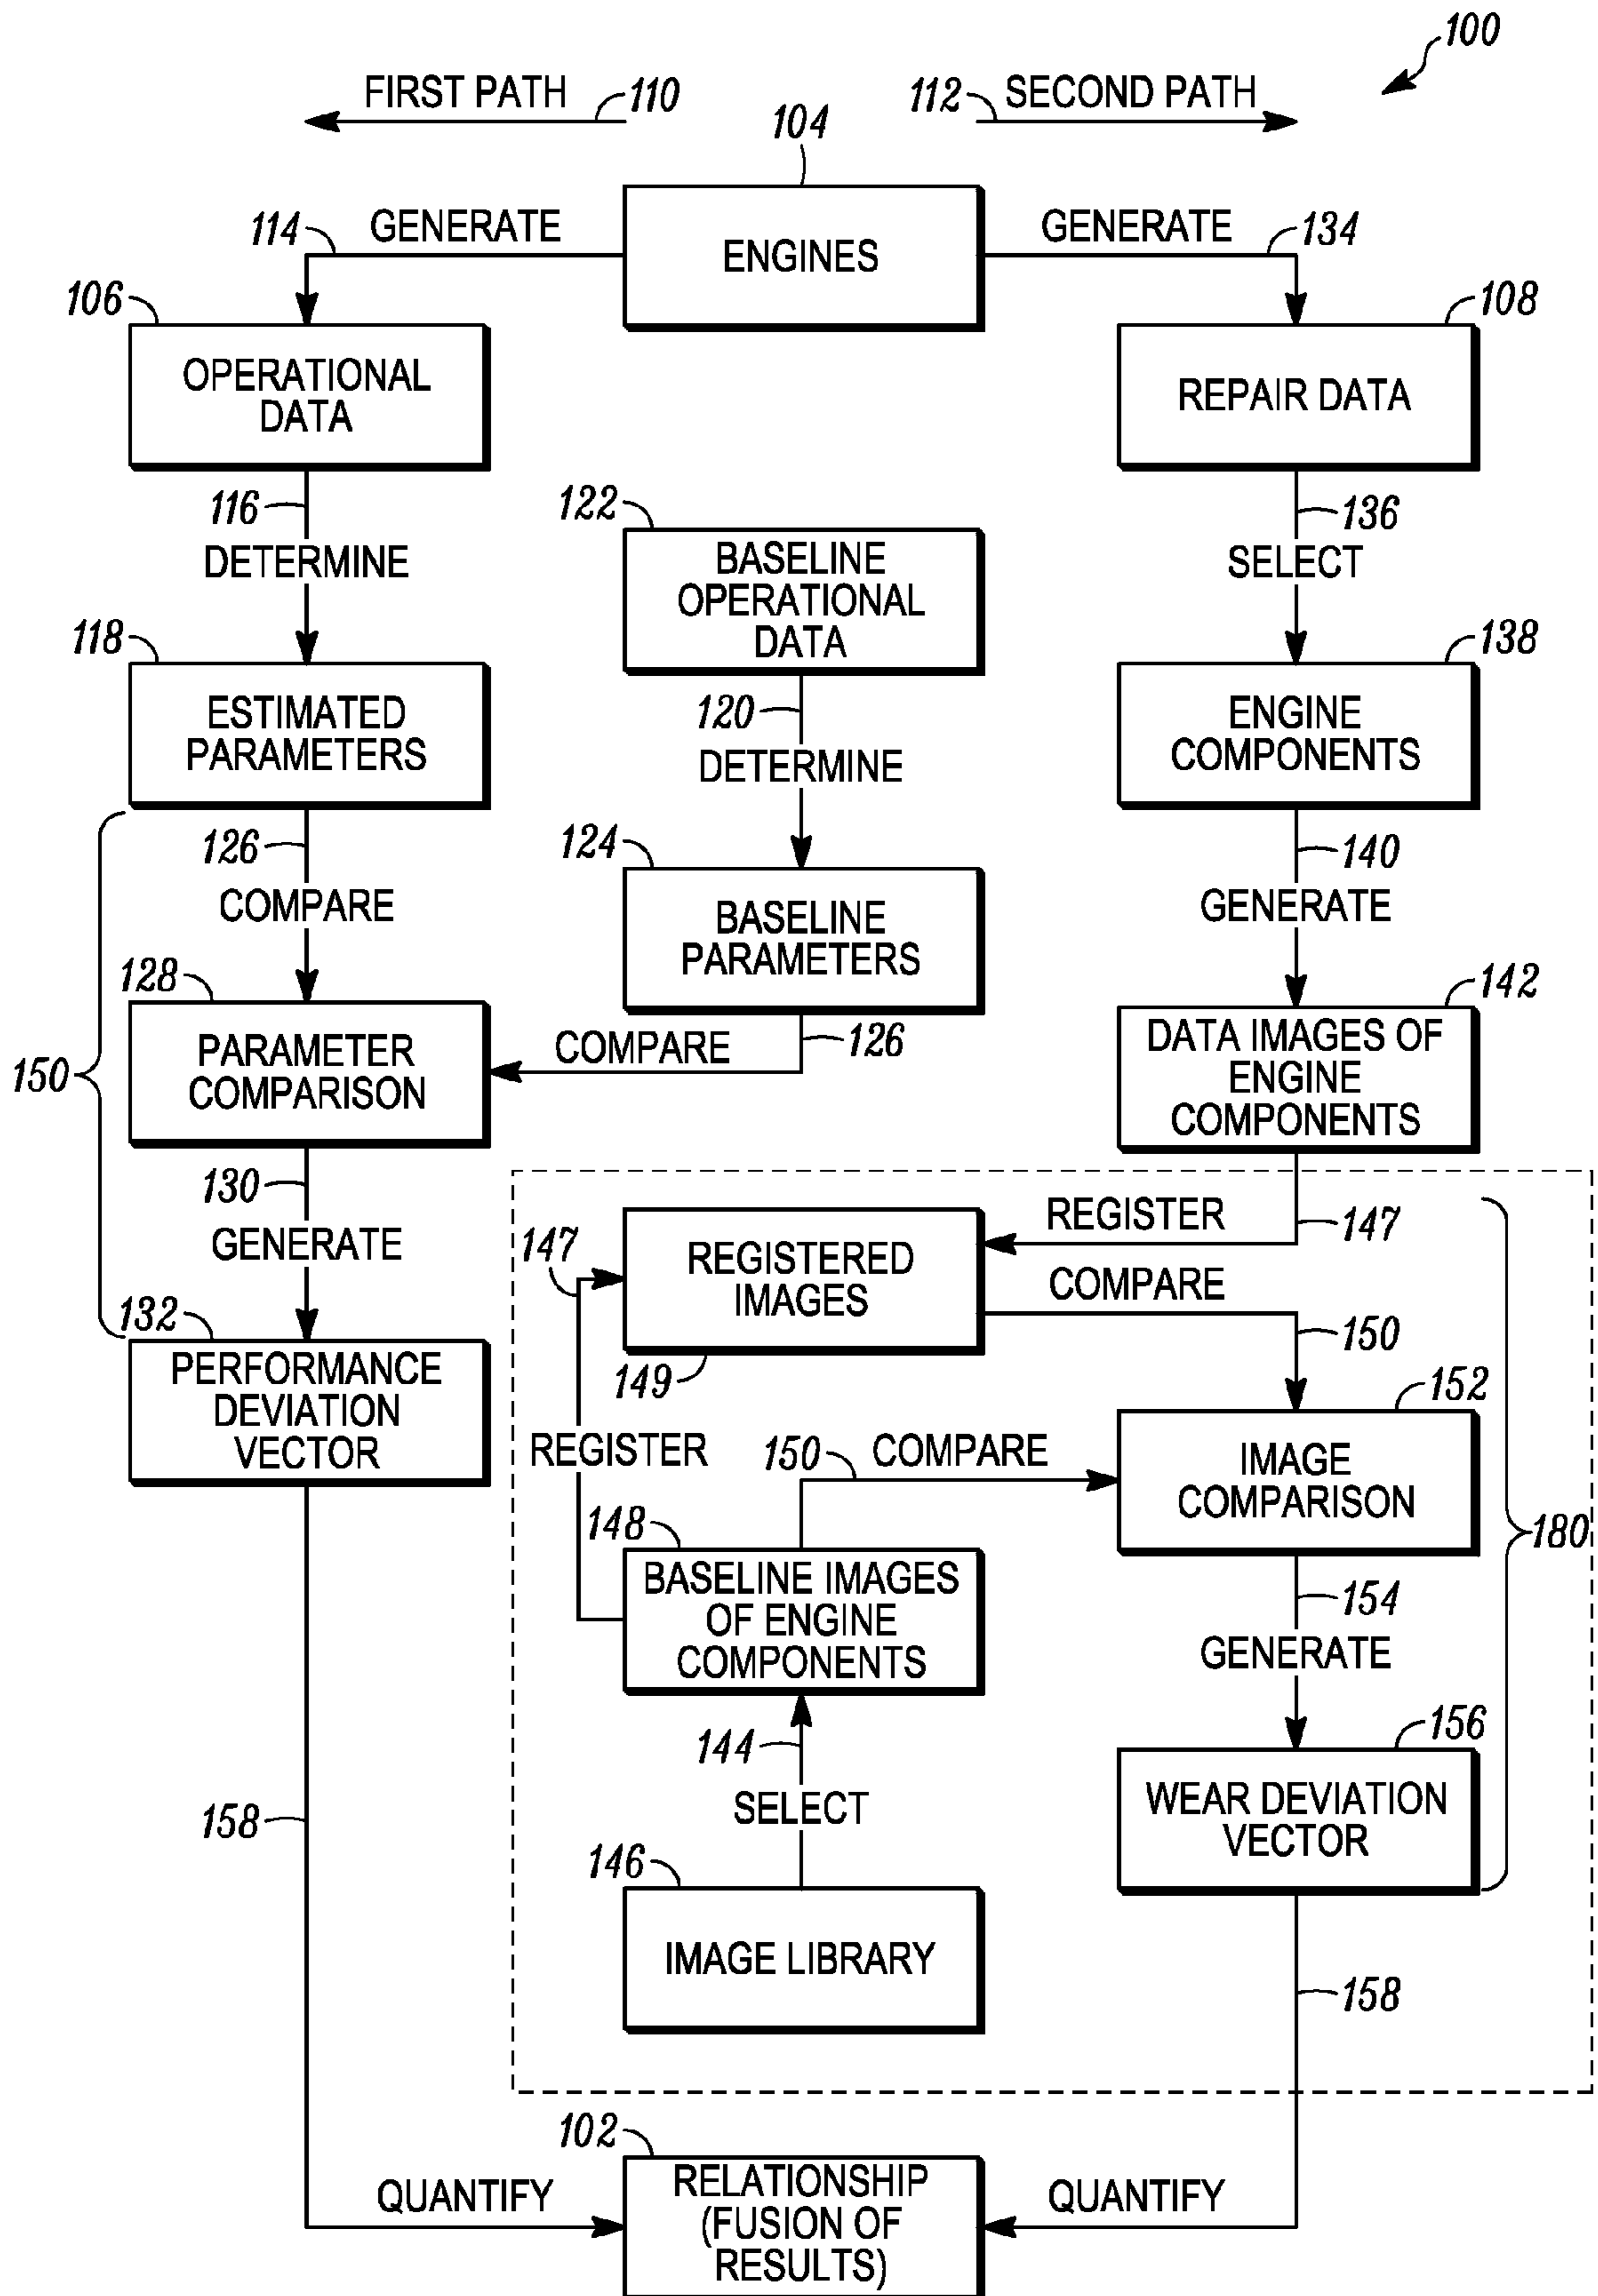 100
FIRST PATH
110
112
SECOND PATH
104
ENGINES
114
GENERATE
GENERATE
134
106
OPERATIONAL
DATA
108
REPAIR DATA
116
DETERMINE
122
BASELINE
OPERATIONAL
DATA
136
SELECT
118
ESTIMATED
PARAMETERS
120
DETERMINE
138
ENGINE
COMPONENTS
126
COMPARE
124
BASELINE
PARAMETERS
140
GENERATE
128
PARAMETER
COMPARISON
COMPARE
126
142
DATA IMAGES OF
ENGINE
COMPONENTS
150
130
GENERATE
147
REGISTERED
IMAGES
149
REGISTER
147
COMPARE
150
132
PERFORMANCE
DEVIATION
VECTOR
REGISTER
150
COMPARE
152
IMAGE
COMPARISON
180
148
BASELINE IMAGES
OF ENGINE
COMPONENTS
154
GENERATE
144
SELECT
156
WEAR DEVIATION
VECTOR
158
146
IMAGE LIBRARY
158
102
QUANTIFY
RELATIONSHIP
(FUSION OF
RESULTS)
QUANTIFY